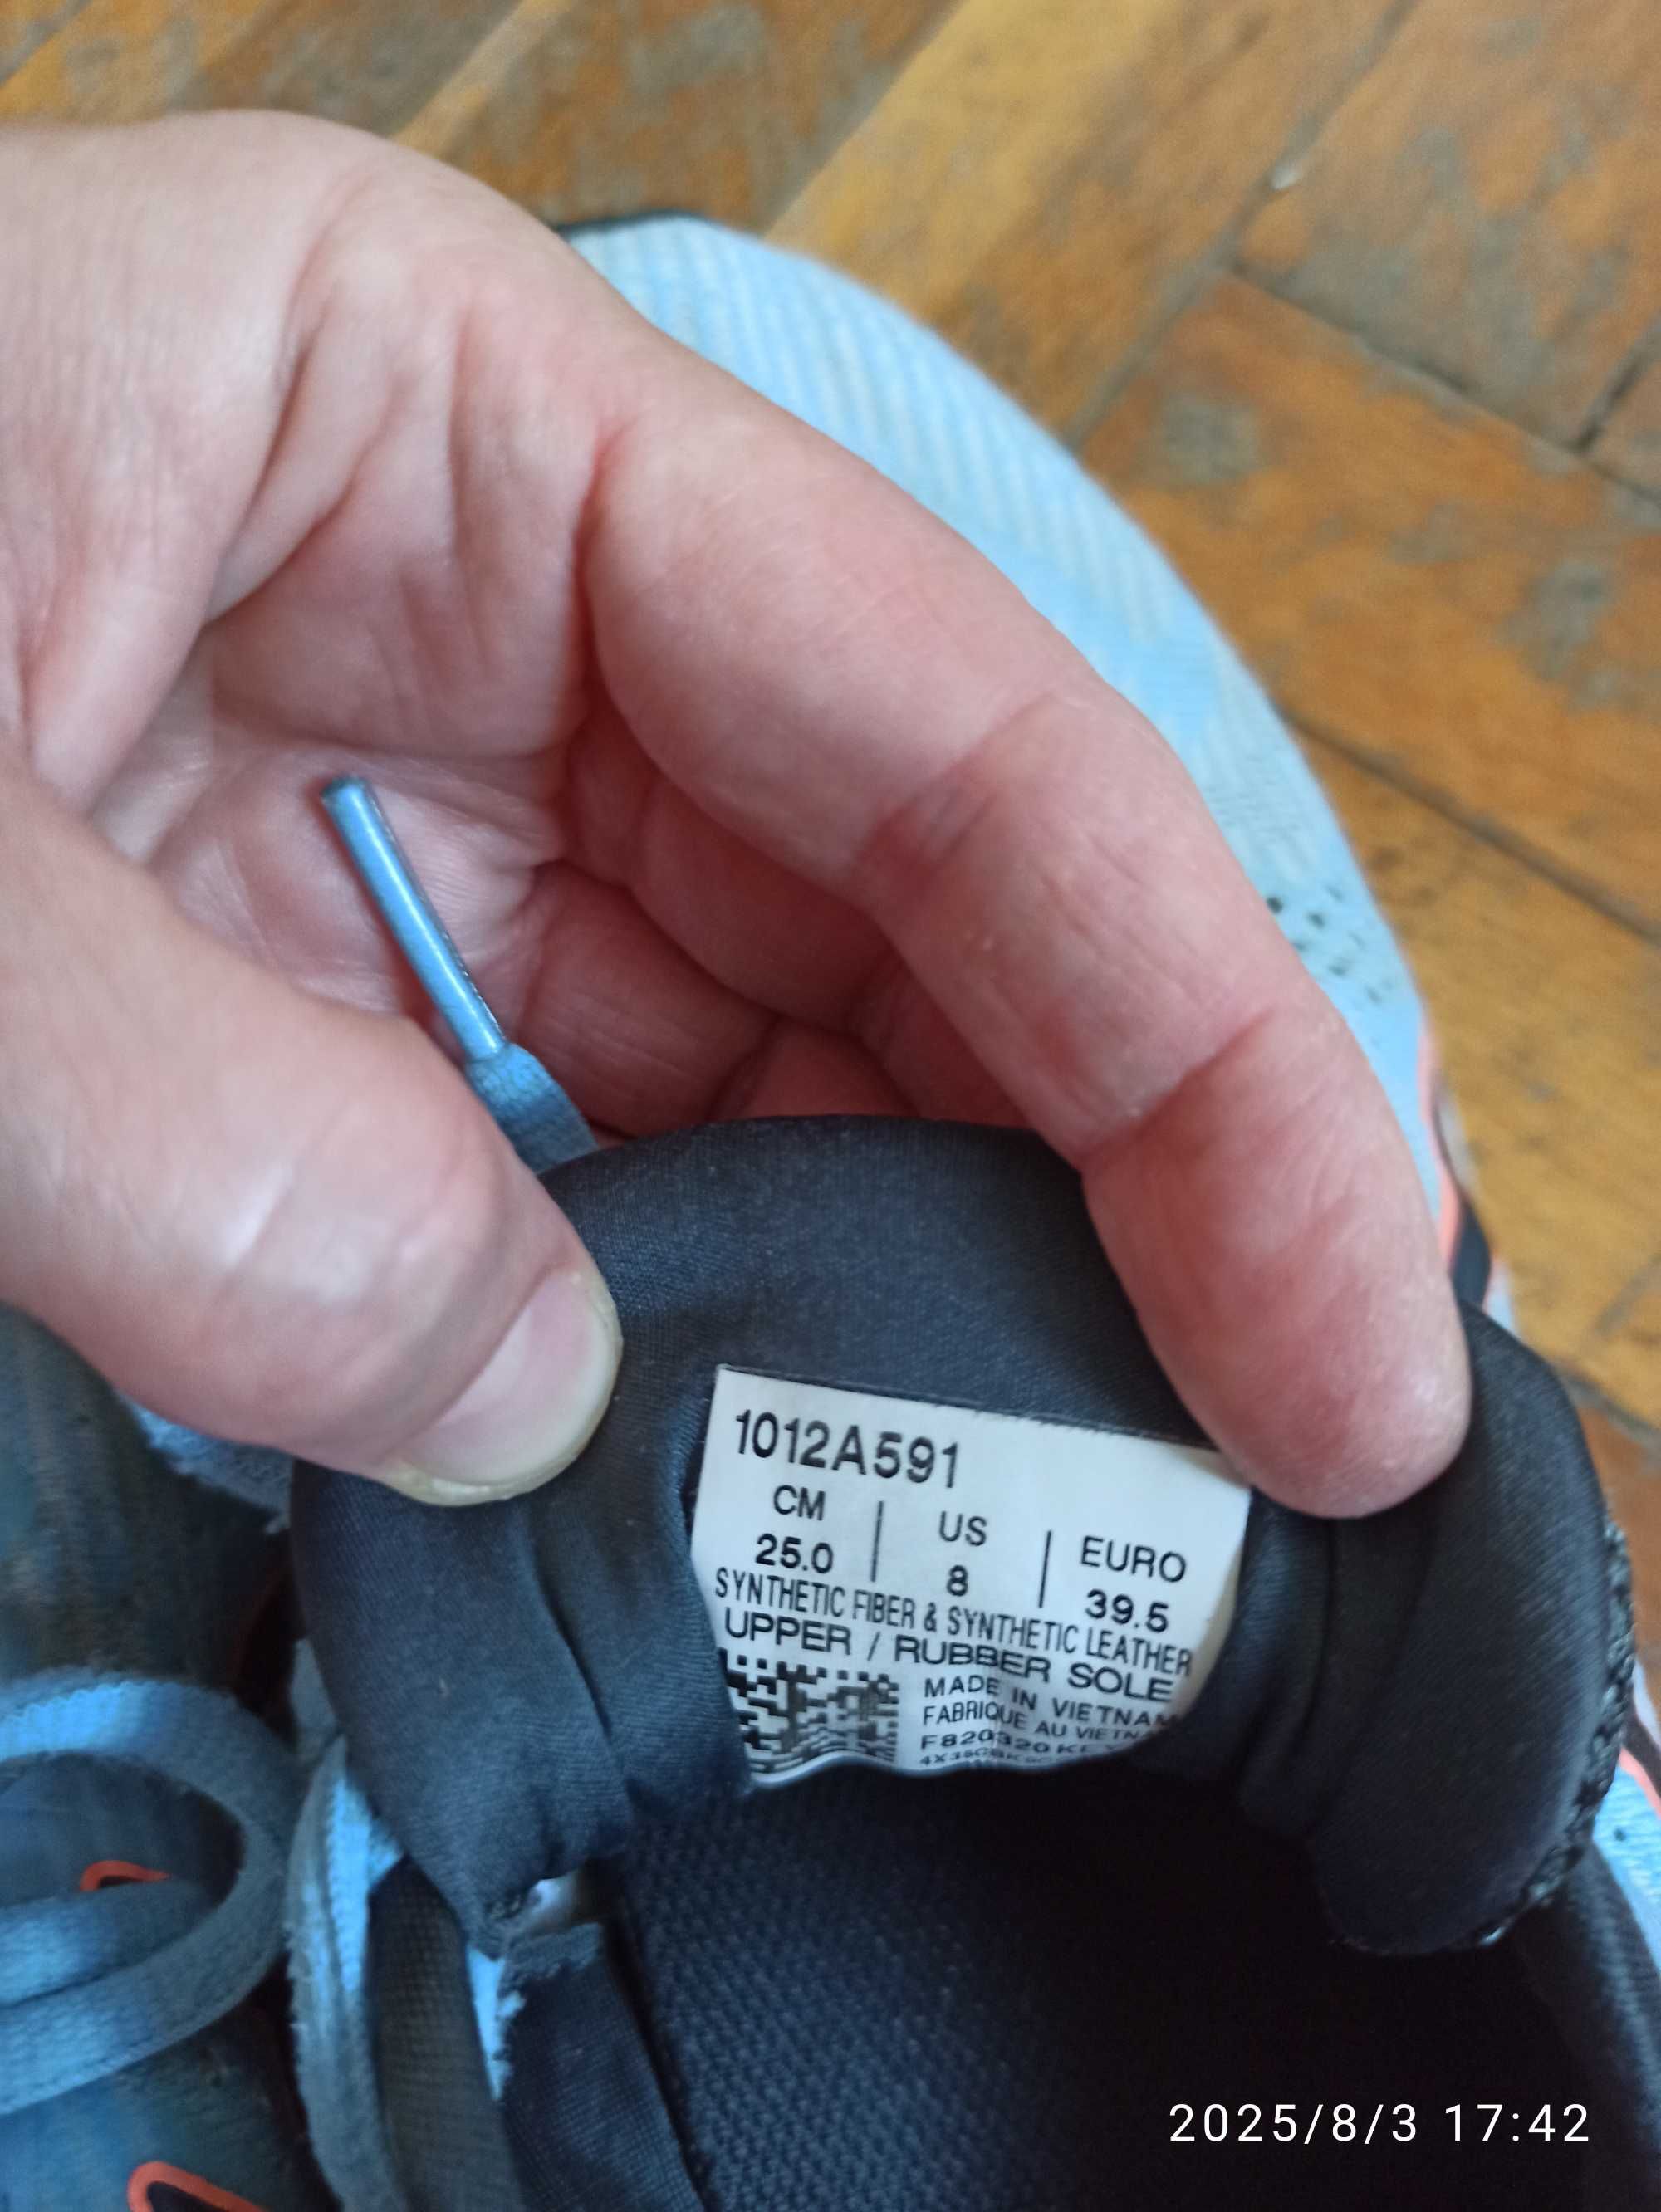 1012A591
CM | US | EURO
25.0 | 8 | 39.5
SYNTHETIC FIBER & SYNTHETIC LEATHER
UPPER / RUBBER SOLE
MADE IN VIETNAM
FABRIQUE AU
F820320
2025/8/3 17:42